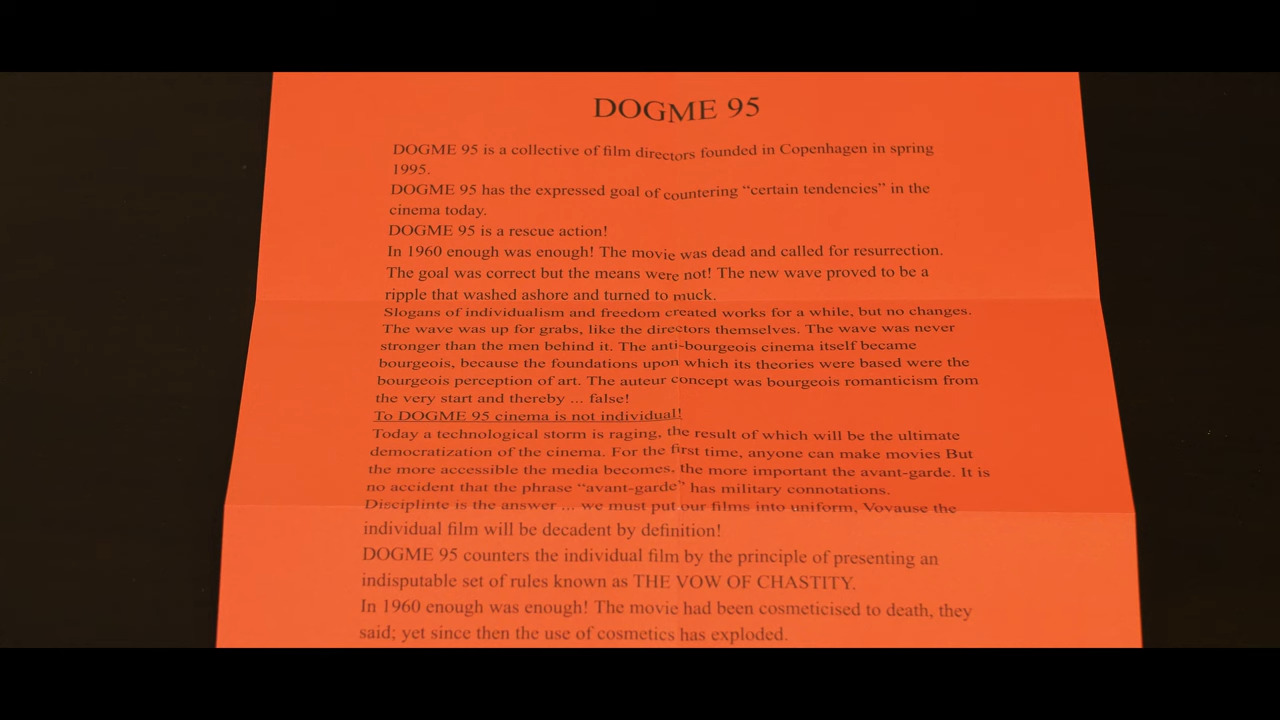 DOGME 95
DOGME 95 is a collective of film directors founded in Copenhagen in spring
1995.
DOGME 95 has the expressed goal of countering “certain tendencies” in the
cinema today.
DOGME 95 is a rescue action!
In 1960 enough was enough! The movie was dead and called for resurrection.
The goal was correct but the means were not! The new wave proved to be a
ripple that washed ashore and turned to muck.
Slogans of individualism and freedom created works for a while, but no changes.
The wave was up for grabs, like the directors themselves. The wave was never
stronger than the men behind it. The anti-bourgeois cinema itself became
bourgeois, because the foundations upon which its theories were based were the
bourgeois perception of art. The auteur concept was bourgeois romanticism from
the very start and thereby ... false!
To DOGME 95 cinema is not individual!
Today a technological storm is raging, the result of which will be the ultimate
democratization of the cinema. For the first time, anyone can make movies But
the more accessible the media becomes, the more important the avant-garde. It is
no accident that the phrase “avant-garde” has military connotations.
Disciplinte is the answer ... we must put our films into uniform, Vovause the
individual film will be decadent by definition!
DOGME 95 counters the individual film by the principle of presenting an
indisputable set of rules known as THE VOW OF CHASTITY.
In 1960 enough was enough! The movie had been cosmeticised to death, they
said; yet since then the use of cosmetics has exploded.